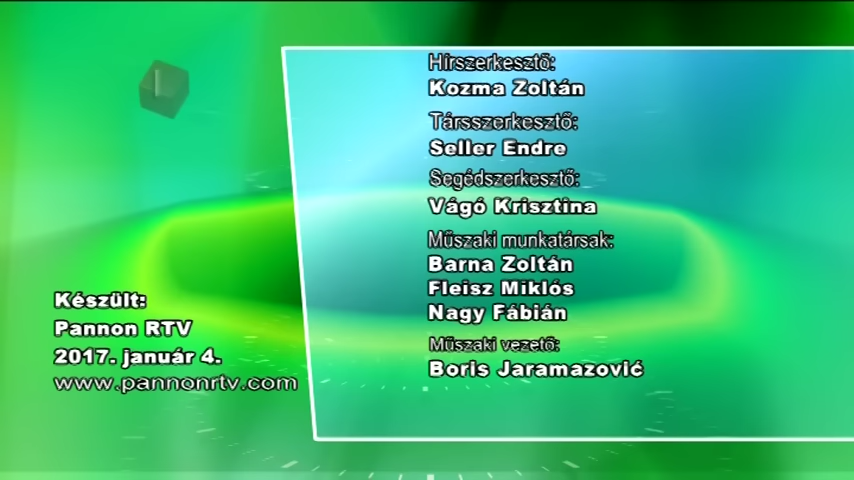 Hírszerkesztő:
Kozma Zoltán
Társszerkesztő:
Seller Endre
Segédszerkesztő:
Vágó Krisztina
Műszaki munkatársak:
Barna Zoltán
Fleisz Miklós
Nagy Fábián
Műszaki vezető:
Boris Jaramazović
Készült:
Pannon RTV
2017. január 4.
www.pannonrtv.com